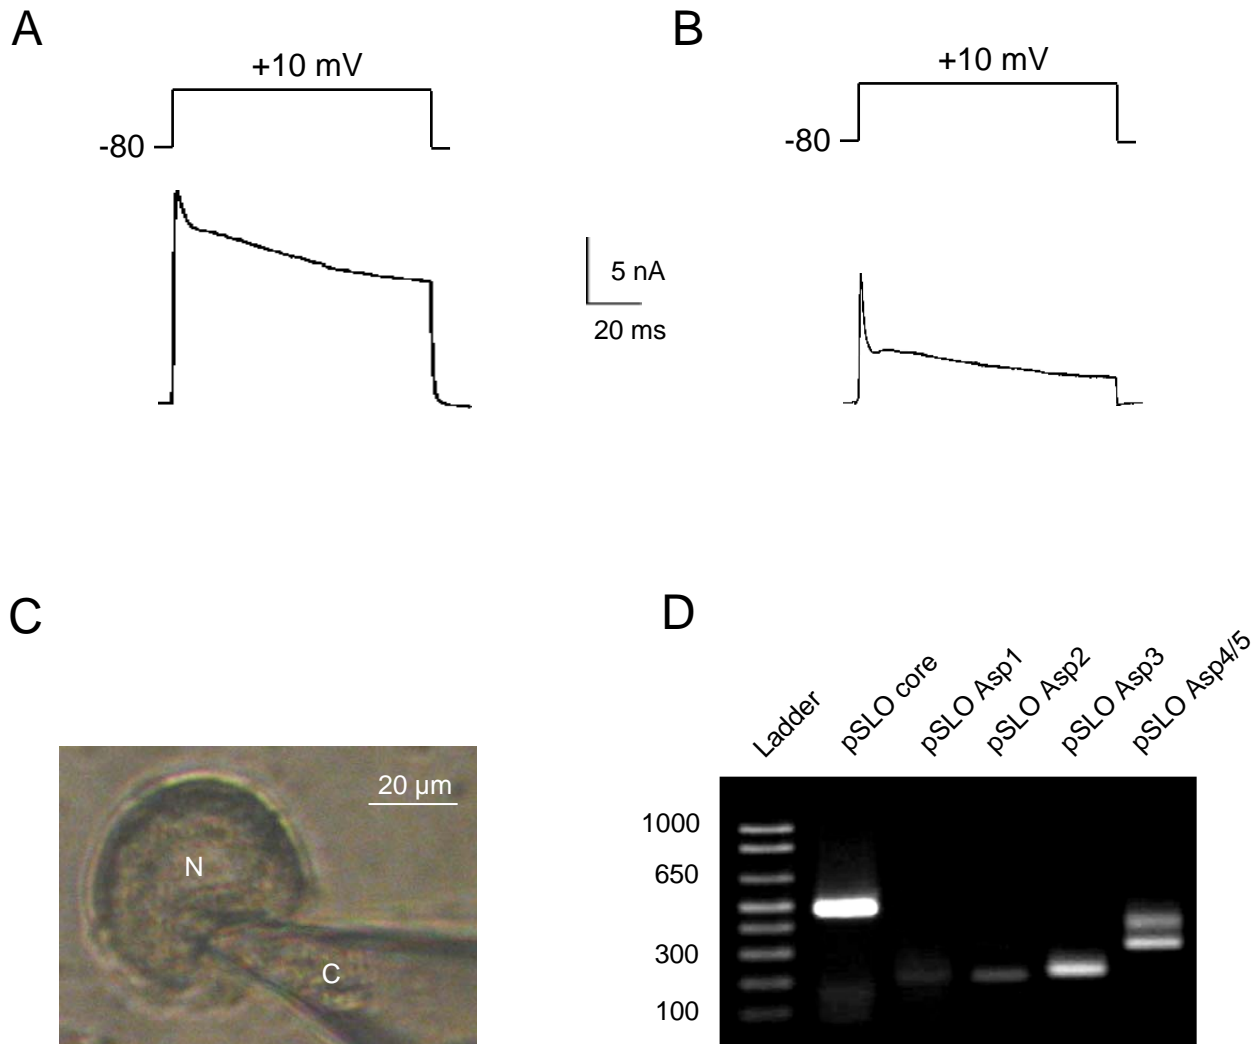 A
+10 mV
-80
B
+10 mV
-80
5 nA
20 ms
C
20 µm
N
C
D
Ladder
pSLO core
pSLO Asp1
pSLO Asp2
pSLO Asp3
pSLO Asp4/5
1000
650
300
100